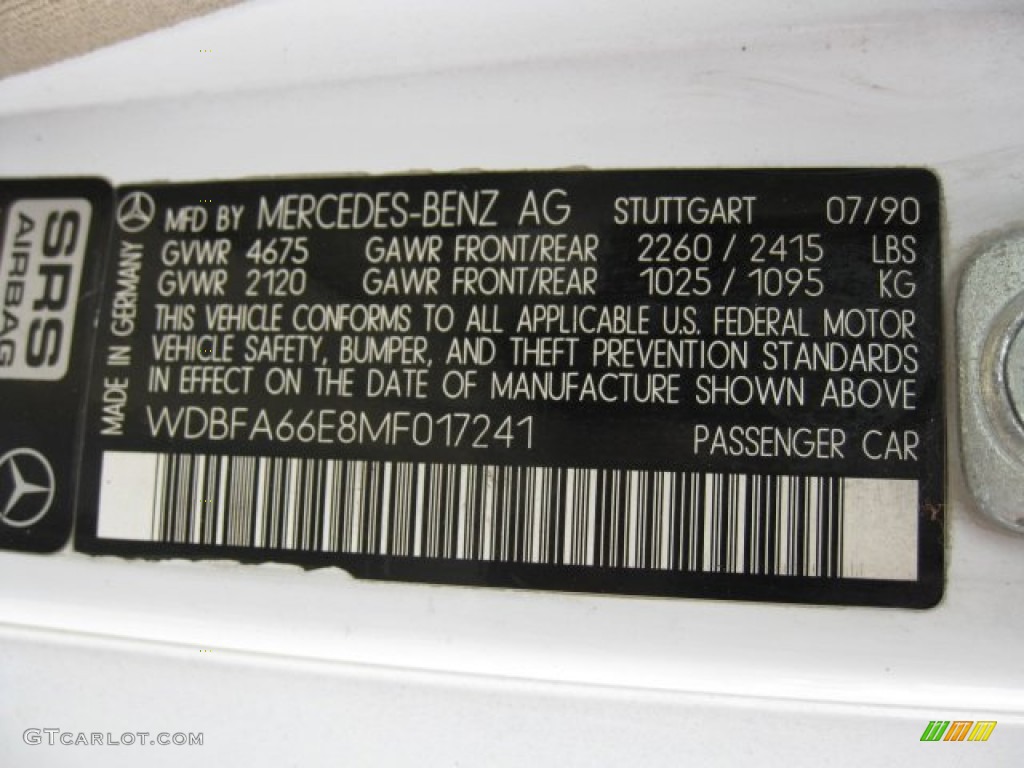 SRS
AIRBAG
MADE IN GERMANY
MFD BY MERCEDES-BENZ AG STUTTGART 07/90
GVWR 4675 GAWR FRONT/REAR 2260 / 2415 LBS
GVWR 2120 GAWR FRONT/REAR 1025 / 1095 KG
THIS VEHICLE CONFORMS TO ALL APPLICABLE U.S. FEDERAL MOTOR
VEHICLE SAFETY, BUMPER, AND THEFT PREVENTION STANDARDS
IN EFFECT ON THE DATE OF MANUFACTURE SHOWN ABOVE
WDBFA66E8MF017241 PASSENGER CAR
GTCARLOT.COM